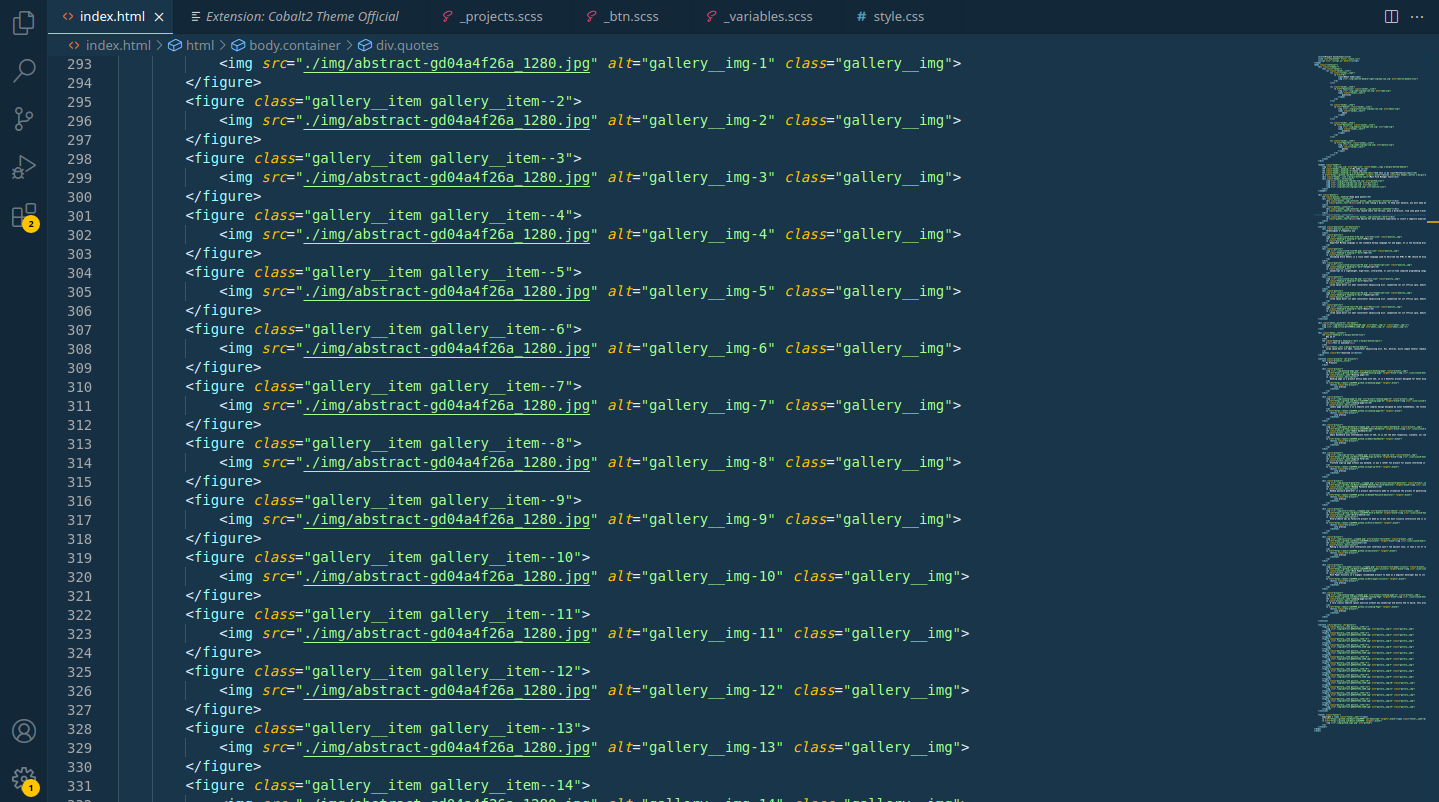 index.html
Extension: Cobalt2 Theme Official
_projects.scss
_btn.scss
_variables.scss
# style.css
index.html > html > body.container > div.quotes
293 <img src="./img/abstract-gd04a4f26a_1280.jpg" alt="gallery__img-1" class="gallery__img">
294 </figure>
295 <figure class="gallery__item gallery__item--2">
296 <img src="./img/abstract-gd04a4f26a_1280.jpg" alt="gallery__img-2" class="gallery__img">
297 </figure>
298 <figure class="gallery__item gallery__item--3">
299 <img src="./img/abstract-gd04a4f26a_1280.jpg" alt="gallery__img-3" class="gallery__img">
300 </figure>
301 <figure class="gallery__item gallery__item--4">
302 <img src="./img/abstract-gd04a4f26a_1280.jpg" alt="gallery__img-4" class="gallery__img">
303 </figure>
304 <figure class="gallery__item gallery__item--5">
305 <img src="./img/abstract-gd04a4f26a_1280.jpg" alt="gallery__img-5" class="gallery__img">
306 </figure>
307 <figure class="gallery__item gallery__item--6">
308 <img src="./img/abstract-gd04a4f26a_1280.jpg" alt="gallery__img-6" class="gallery__img">
309 </figure>
310 <figure class="gallery__item gallery__item--7">
311 <img src="./img/abstract-gd04a4f26a_1280.jpg" alt="gallery__img-7" class="gallery__img">
312 </figure>
313 <figure class="gallery__item gallery__item--8">
314 <img src="./img/abstract-gd04a4f26a_1280.jpg" alt="gallery__img-8" class="gallery__img">
315 </figure>
316 <figure class="gallery__item gallery__item--9">
317 <img src="./img/abstract-gd04a4f26a_1280.jpg" alt="gallery__img-9" class="gallery__img">
318 </figure>
319 <figure class="gallery__item gallery__item--10">
320 <img src="./img/abstract-gd04a4f26a_1280.jpg" alt="gallery__img-10" class="gallery__img">
321 </figure>
322 <figure class="gallery__item gallery__item--11">
323 <img src="./img/abstract-gd04a4f26a_1280.jpg" alt="gallery__img-11" class="gallery__img">
324 </figure>
325 <figure class="gallery__item gallery__item--12">
326 <img src="./img/abstract-gd04a4f26a_1280.jpg" alt="gallery__img-12" class="gallery__img">
327 </figure>
328 <figure class="gallery__item gallery__item--13">
329 <img src="./img/abstract-gd04a4f26a_1280.jpg" alt="gallery__img-13" class="gallery__img">
330 </figure>
331 <figure class="gallery__item gallery__item--14">
2
1